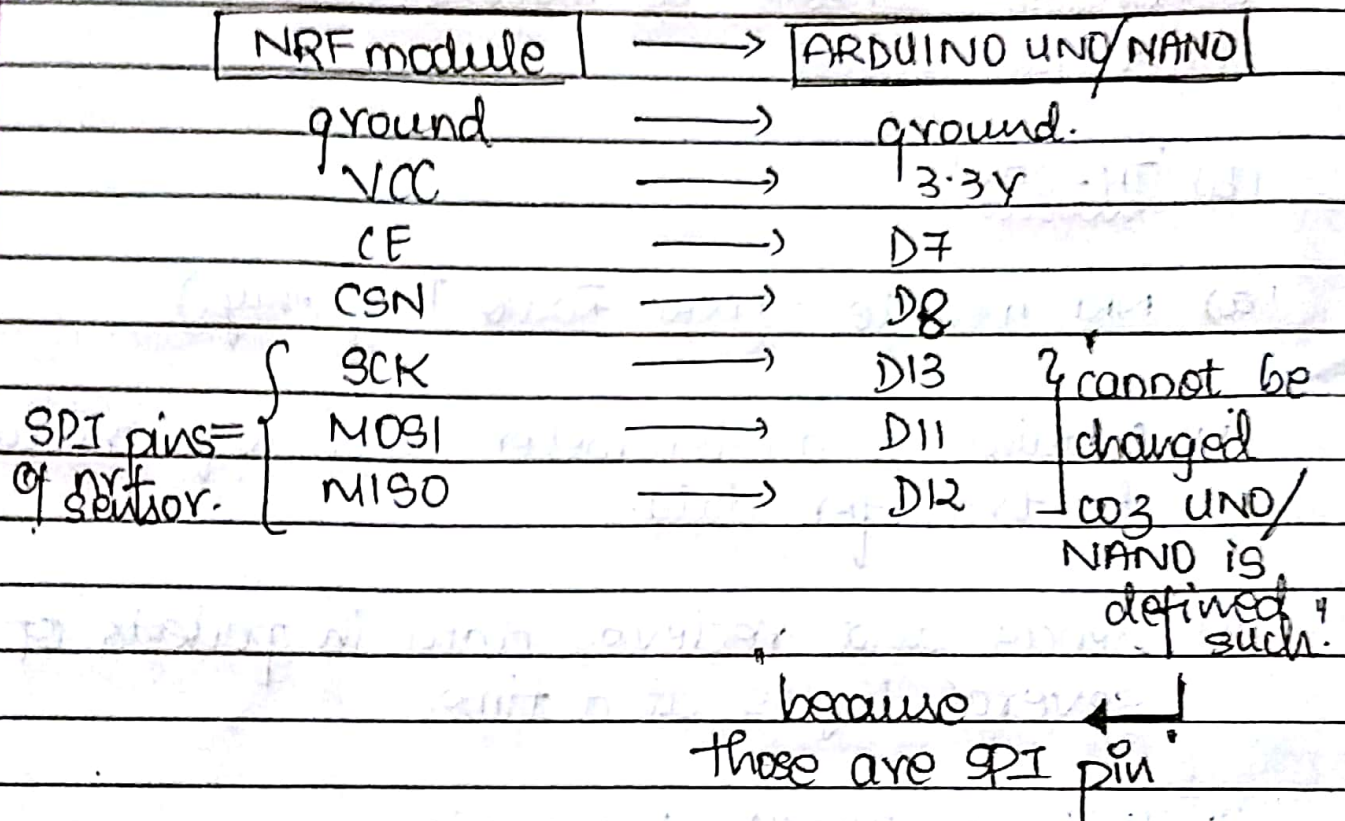 NRF module → ARDUINO UNO/NANO
ground → ground.
VCC → 3.3V
CE → D7
CSN → D8
SCK → D13
MOSI → D11
MISO → D12
SPI pins=
of nrf
sensor.
cannot be
changed
coz UNO/
NANO is
defined
such.
because
those are SPI pin